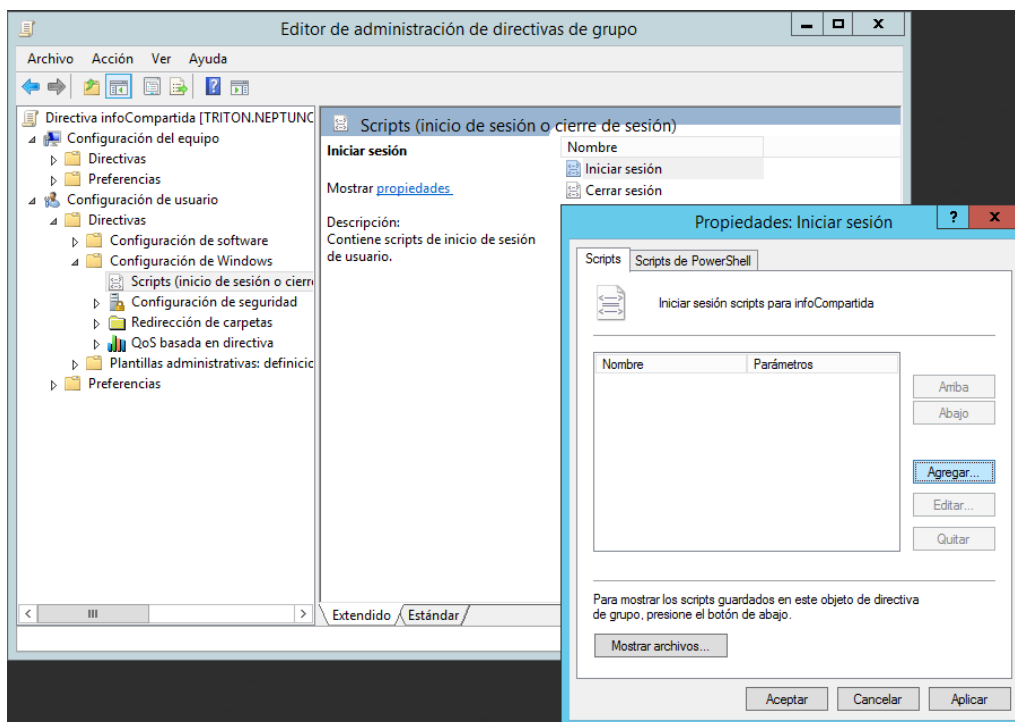 Editor de administración de directivas de grupo
Archivo Acción Ver Ayuda
Directiva infoCompartida [TRITON.NEPTUNO
Configuración del equipo
Directivas
Preferencias
Configuración de usuario
Directivas
Configuración de software
Configuración de Windows
Scripts (inicio de sesión o cierre
Configuración de seguridad
Redirección de carpetas
QoS basada en directiva
Plantillas administrativas: definicio
Preferencias
Scripts (inicio de sesión o cierre de sesión)
Iniciar sesión
Mostrar propiedades
Descripción:
Contiene scripts de inicio de sesión
de usuario.
Nombre
Iniciar sesión
Cerrar sesión
Extendido Estándar
Propiedades: Iniciar sesión
Scripts Scripts de PowerShell
Iniciar sesión scripts para infoCompartida
Nombre Parámetros
Arriba
Abajo
Agregar...
Editar...
Quitar
Para mostrar los scripts guardados en este objeto de directiva
de grupo, presione el botón de abajo.
Mostrar archivos...
Aceptar Cancelar Aplicar